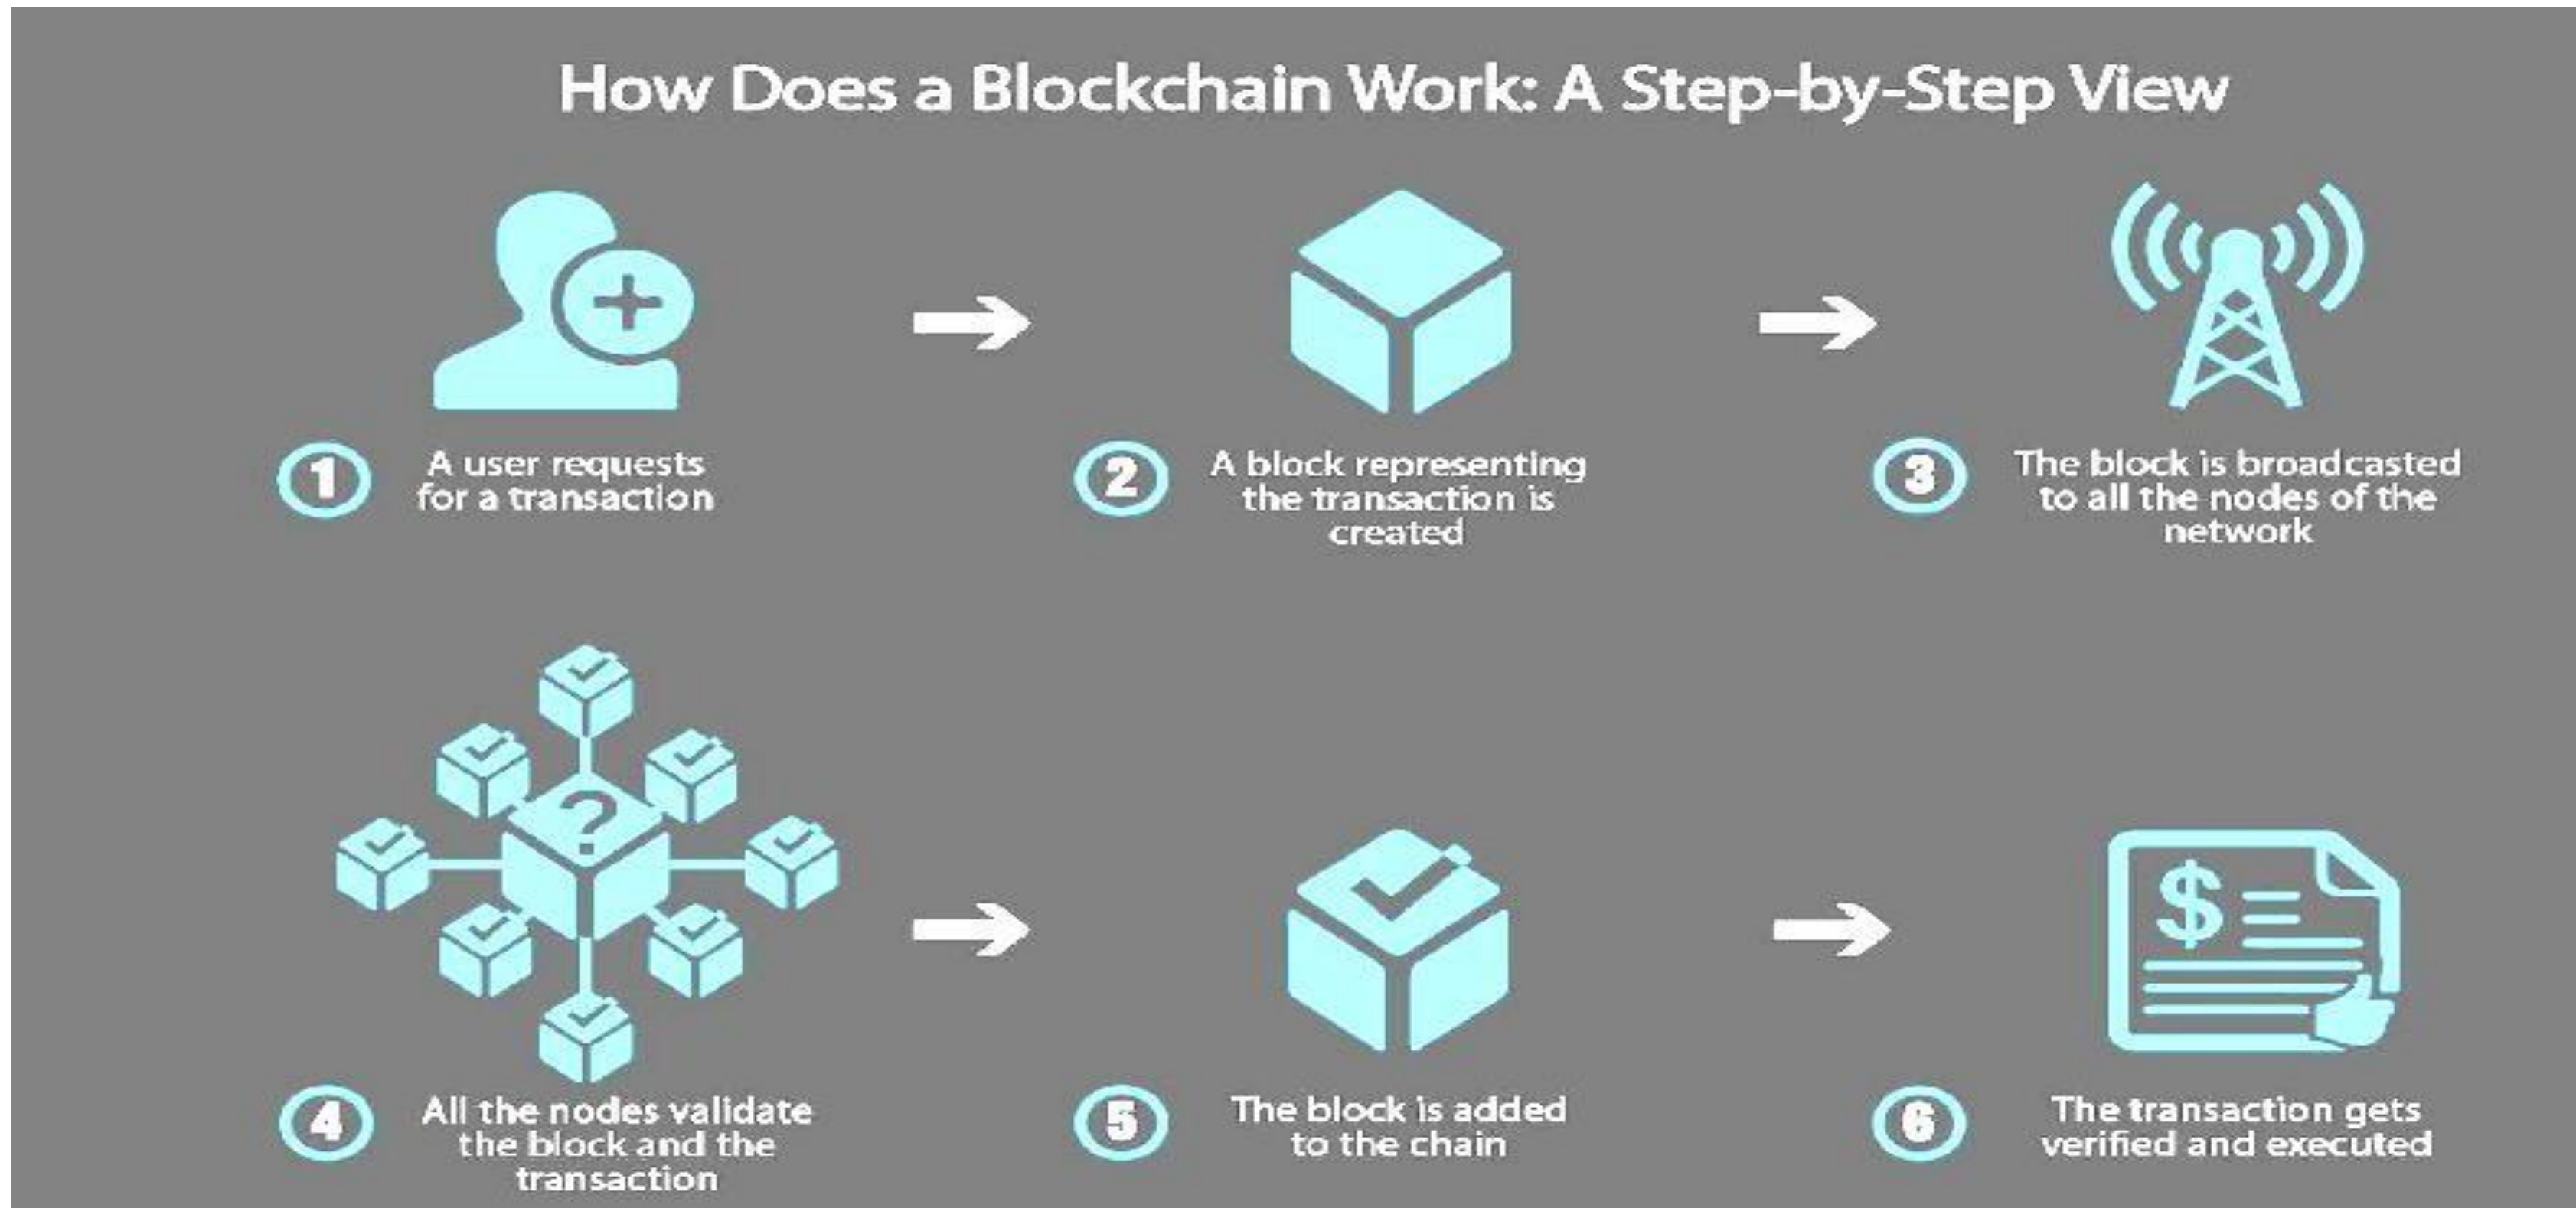 How Does a Blockchain Work: A Step-by-Step View
1
A user requests
for a transaction
2
A block representing
the transaction is
created
3
The block is broadcasted
to all the nodes of the
network
?
4
All the nodes validate
the block and the
transaction
5
The block is added
to the chain
$
6
The transaction gets
verified and executed